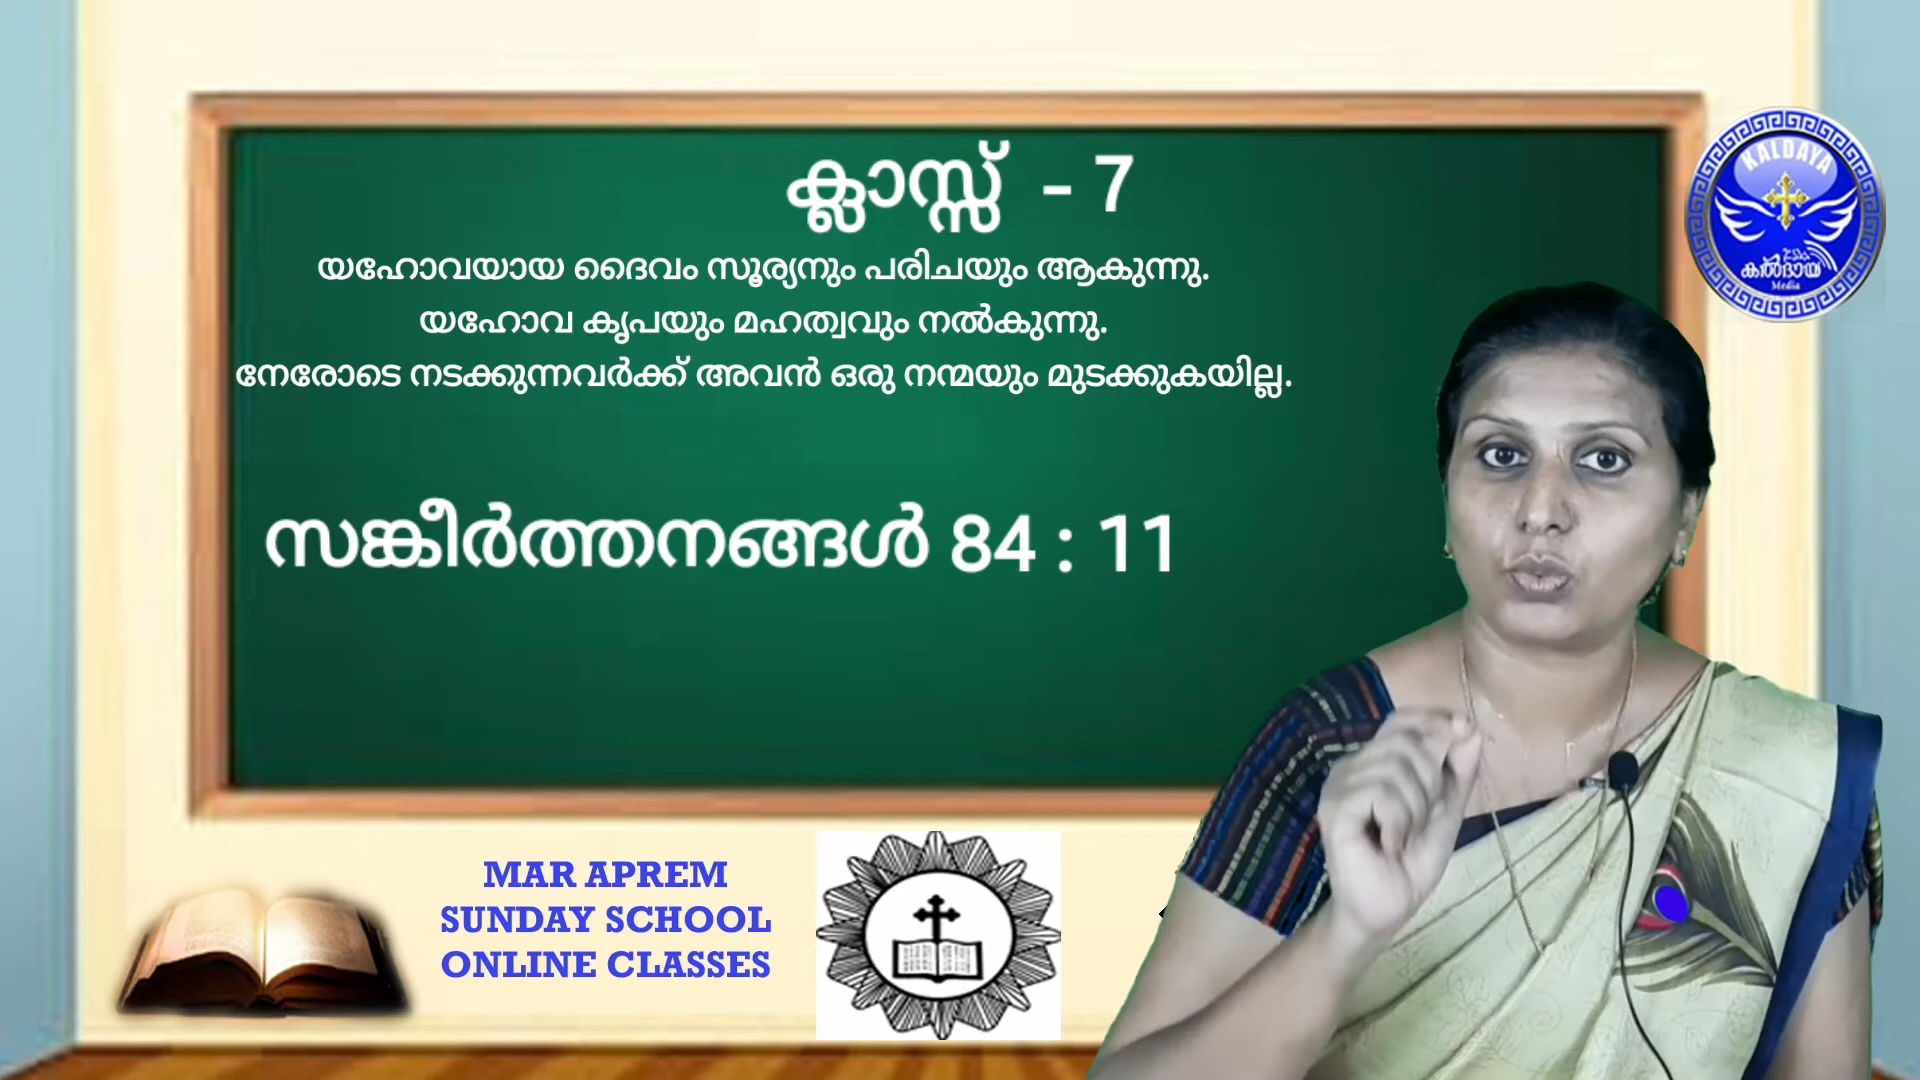 ക്ലാസ്സ് – 7
യഹോവയായ ദൈവം സൂര്യനും പരിചയും ആകുന്നു.
യഹോവ കൃപയും മഹത്വവും നൽകുന്നു.
നേരോടെ നടക്കുന്നവർക്ക് അവൻ ഒരു നന്മയും മുടക്കുകയില്ല.
സങ്കീർത്തനങ്ങൾ 84 : 11
KALDAYA
കൽദായ
Media
MAR APREM
SUNDAY SCHOOL
ONLINE CLASSES